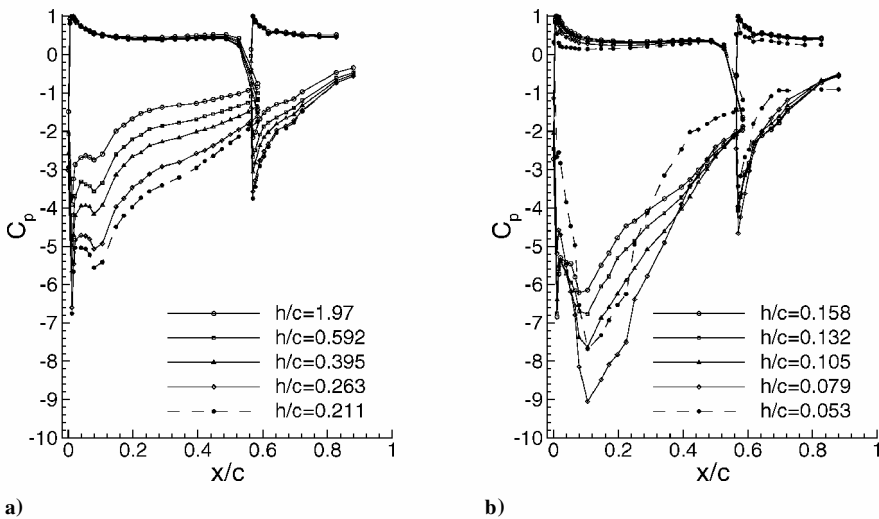 1
0
-1
-2
-3
-4
-5
-6
-7
-8
-9
-10
Cp
0 0.2 0.4 0.6 0.8 1
x/c
h/c=1.97
h/c=0.592
h/c=0.395
h/c=0.263
h/c=0.211
a)
1
0
-1
-2
-3
-4
-5
-6
-7
-8
-9
-10
Cp
0 0.2 0.4 0.6 0.8 1
x/c
h/c=0.158
h/c=0.132
h/c=0.105
h/c=0.079
h/c=0.053
b)